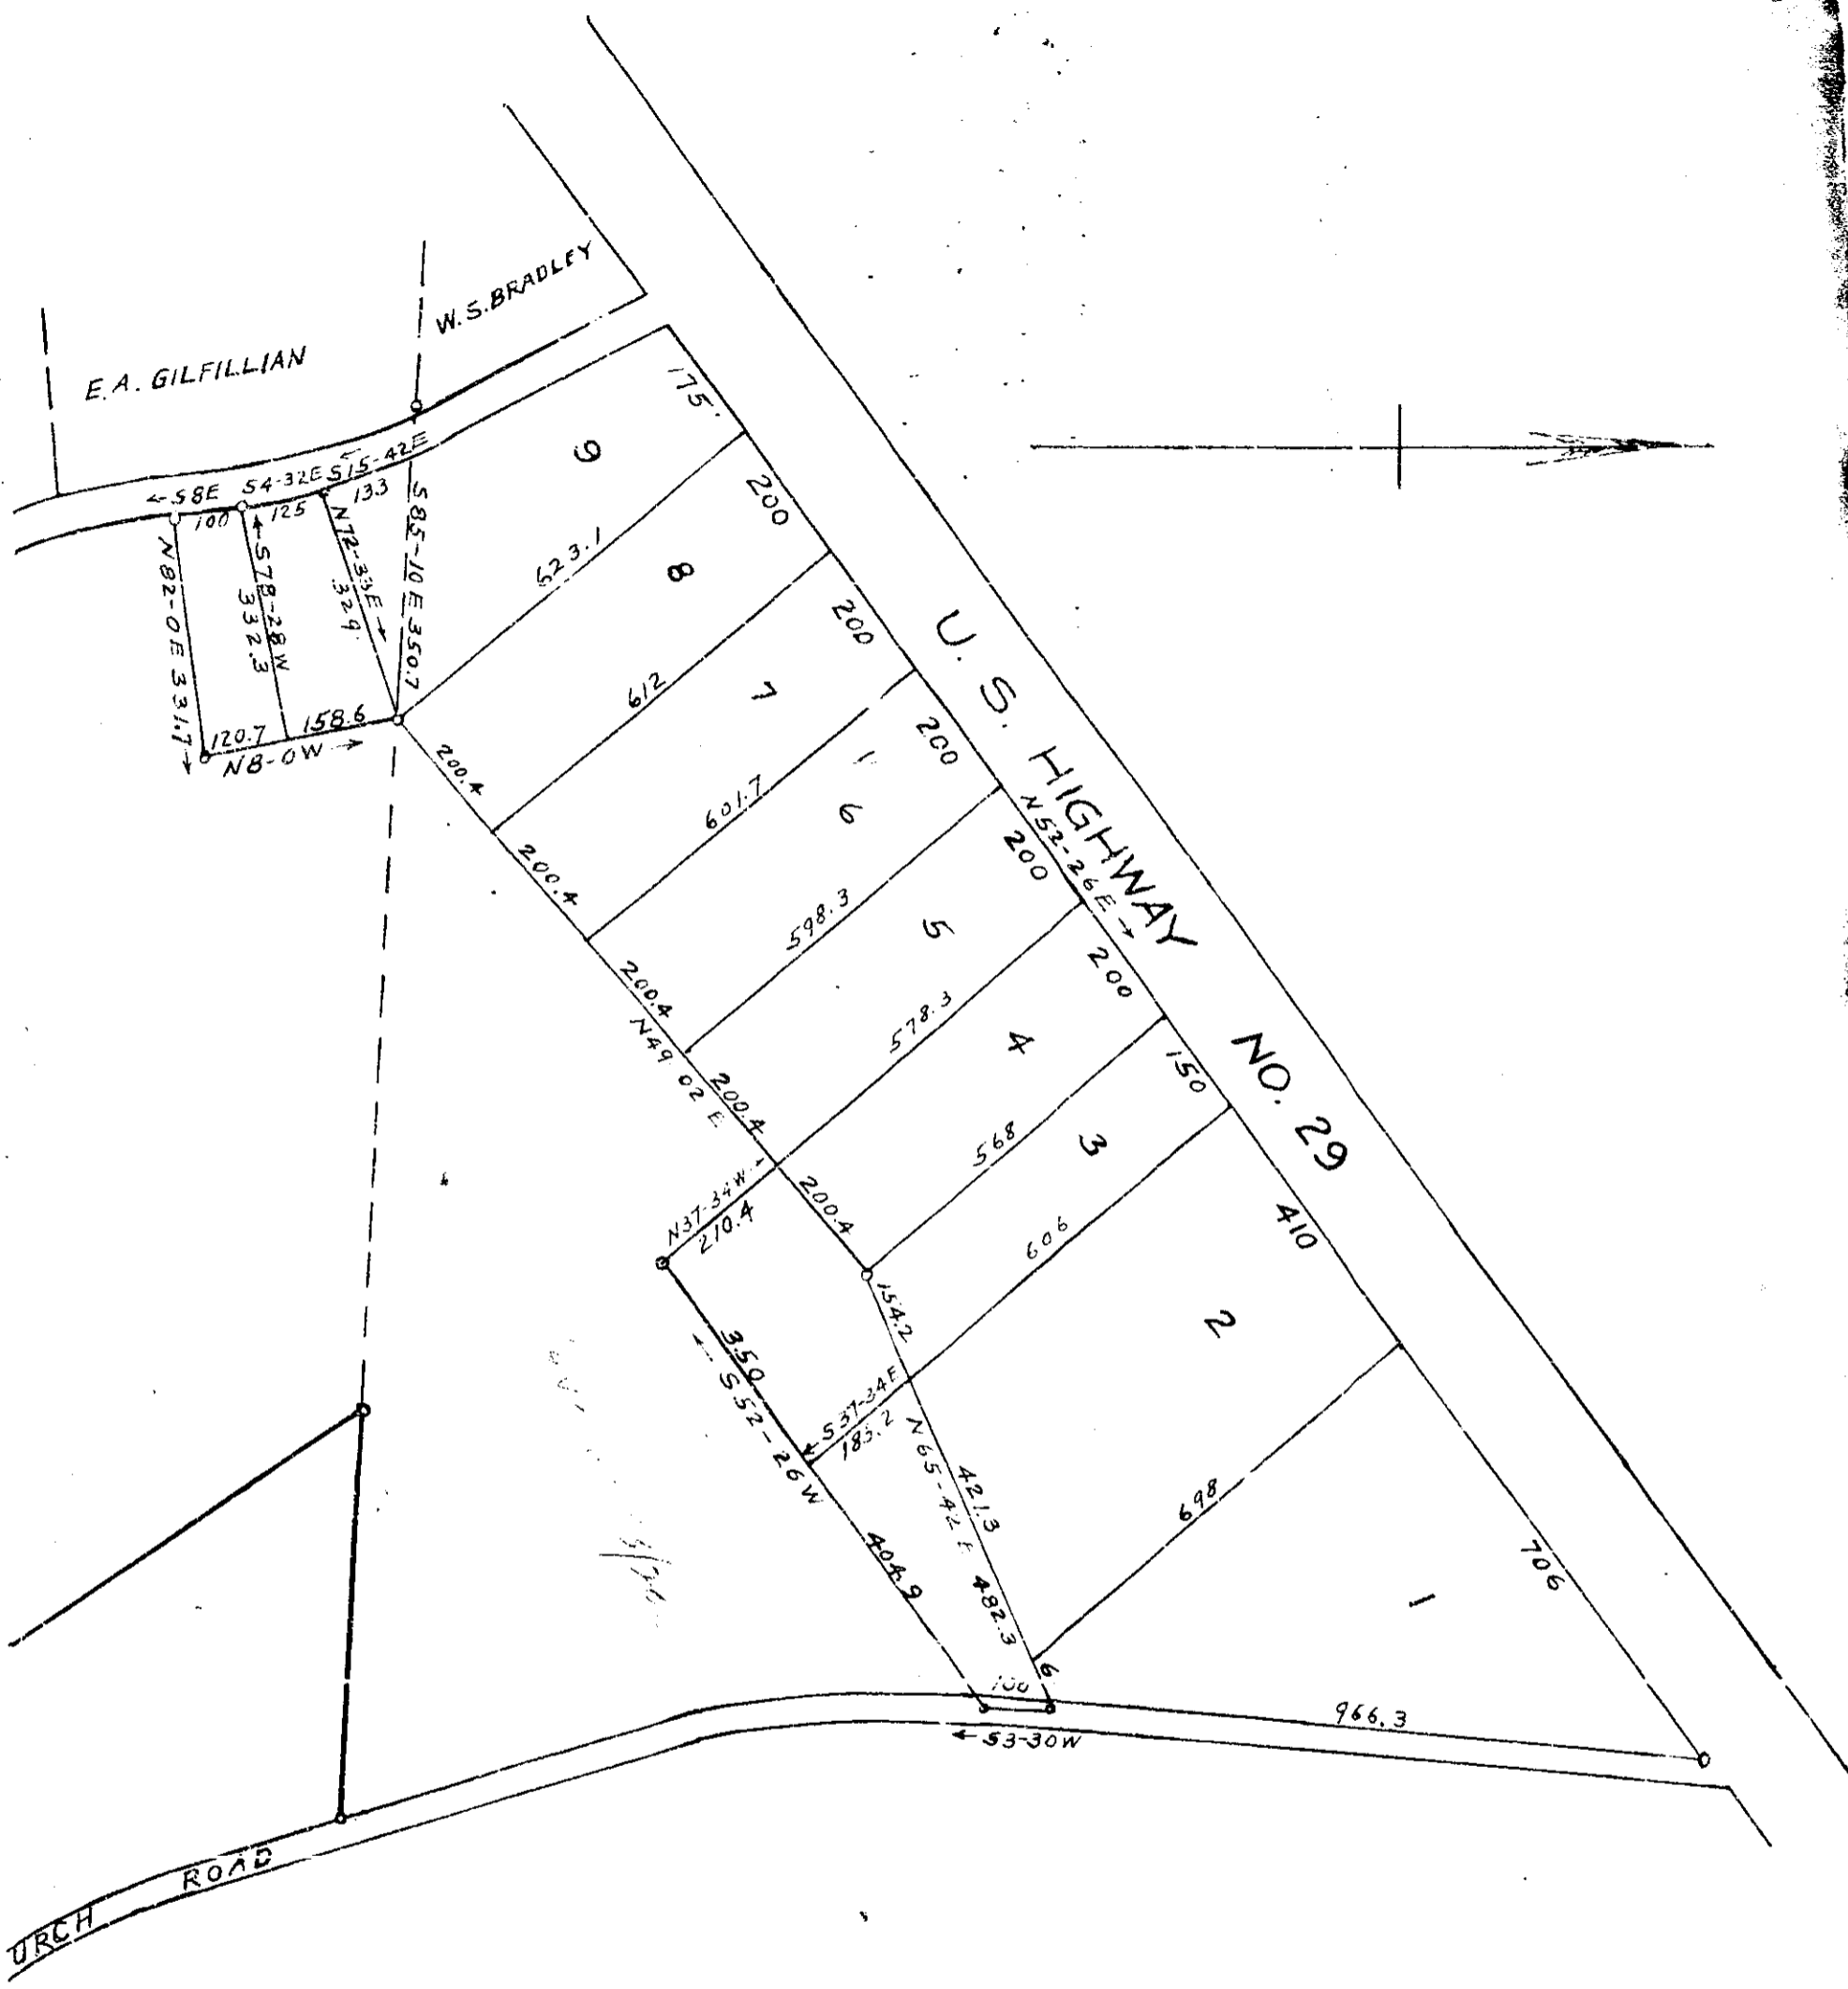 W.S. BRADLEY
E.A. GILFILLIAN
175.
9
S15-42E
←S8E
S4-32E
133
125
100
S85-10E 350.7
N72-33E →
329
←S78-28W
332.3
N82-0E 331.7 →
158.6
120.7
N8-0W →
200
623.1
8
200
612
7
U. S. HIGHWAY NO. 29
200
601.7
6
200.4
N52-26E →
200
598.3
5
200.4
200
578.3
4
200.4
N49 02 E
200.4
150
568
3
N37-34W
210.4
200.4
410
606
2
154.2
350
← S52-26W
← S37-34E
183.2
N65-42E 482.3
421.3
404.9
698
706
1
61
100
966.3
← S3-30W
ROAD
URCH